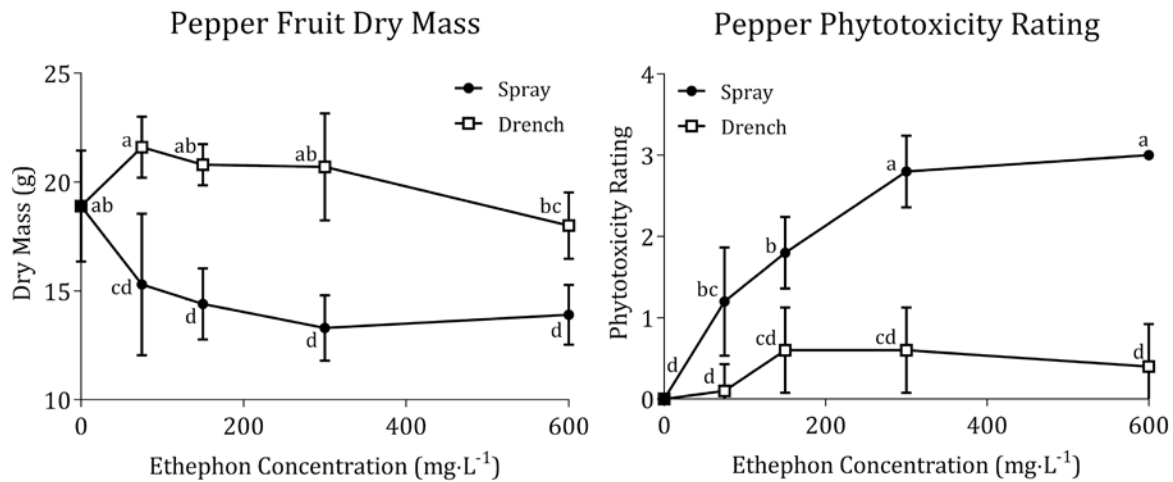 Pepper Fruit Dry Mass
25
20
15
10
Dry Mass (g)
Spray
Drench
a
ab
ab
ab
bc
cd
d
d
d
0
200
400
600
Ethephon Concentration (mg·L⁻¹)
Pepper Phytotoxicity Rating
4
3
2
1
0
Phytotoxicity Rating
Spray
Drench
a
a
b
bc
d
d
cd
cd
d
0
200
400
600
Ethephon Concentration (mg·L⁻¹)